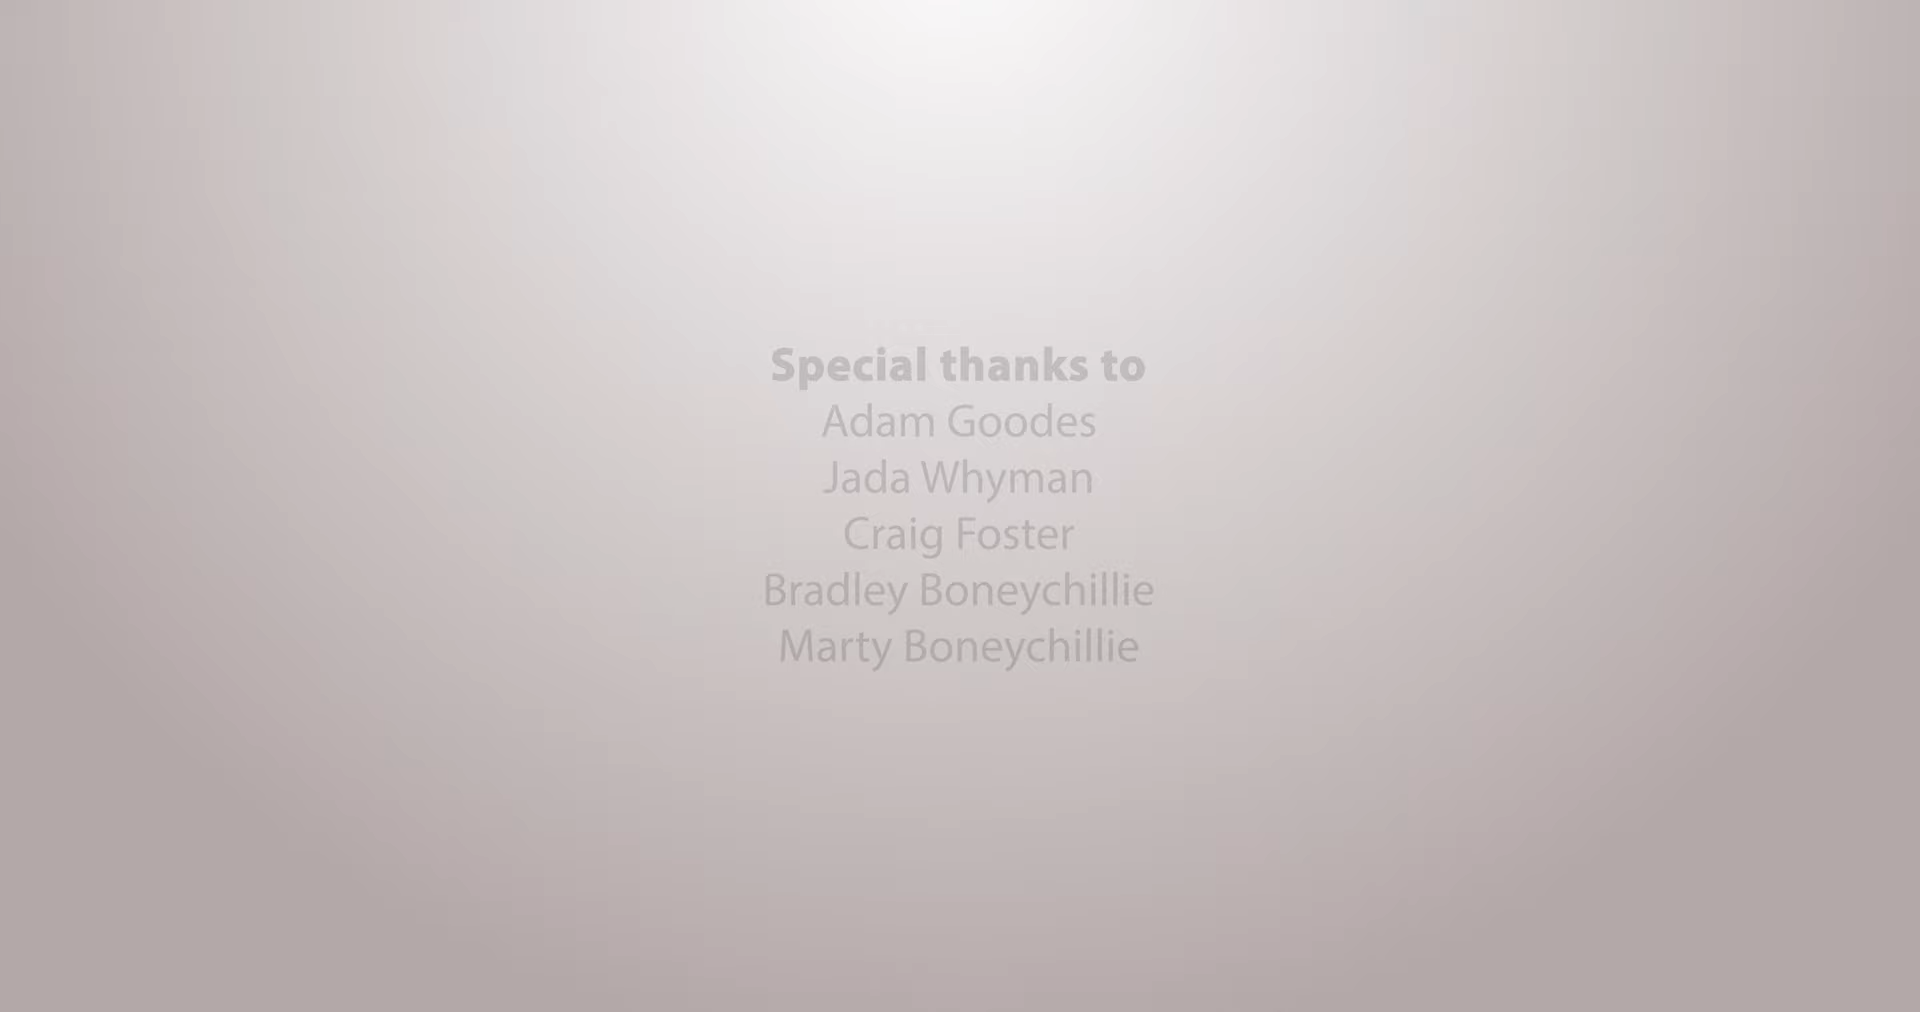 Special thanks to
Adam Goodes
Jada Whyman
Craig Foster
Bradley Boneychillie
Marty Boneychillie